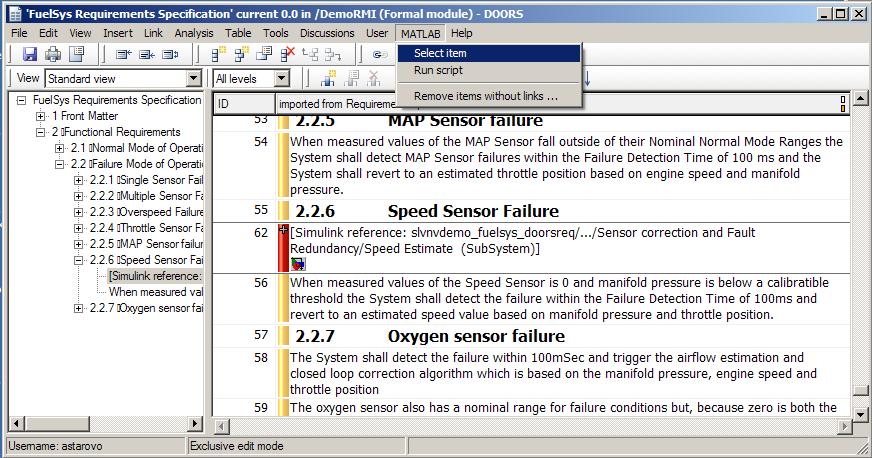 'FuelSys Requirements Specification' current 0.0 in /DemoRMI (Formal module) - DOORS
File Edit View Insert Link Analysis Table Tools Discussions User MATLAB Help
Select item
Run script
Remove items without links ...
View Standard view All levels
FuelSys Requirements Specification
1 Front Matter
2 Functional Requirements
2.1 Normal Mode of Operati
2.2 Failure Mode of Operati
2.2.1 Single Sensor Fail
2.2.2 Multiple Sensor Fa
2.2.3 Overspeed Failure
2.2.4 Throttle Sensor Fa
2.2.5 MAP Sensor failur
2.2.6 Speed Sensor Fai
[Simulink reference:
When measured val
2.2.7 Oxygen sensor fai
ID imported from Requireme
53 2.2.5 MAP Sensor failure
54 When measured values of the MAP Sensor fall outside of their Nominal Normal Mode Ranges the
System shall detect MAP Sensor failures within the Failure Detection Time of 100 ms and the
System shall revert to an estimated throttle position based on engine speed and manifold
pressure.
55 2.2.6 Speed Sensor Failure
62 [Simulink reference: slvnvdemo_fuelsys_doorsreq/.../Sensor correction and Fault
Redundancy/Speed Estimate (SubSystem)]
56 When measured values of the Speed Sensor is 0 and manifold pressure is below a calibratible
threshold the System shall detect the failure within the Failure Detection Time of 100ms and
revert to an estimated speed value based on manifold pressure and throttle position.
57 2.2.7 Oxygen sensor failure
58 The System shall detect the failure within 100mSec and trigger the airflow estimation and
closed loop correction algorithm which is based on the manifold pressure, engine speed and
throttle position
59 The oxygen sensor also has a nominal range for failure conditions but, because zero is both the
Username: astarovo Exclusive edit mode